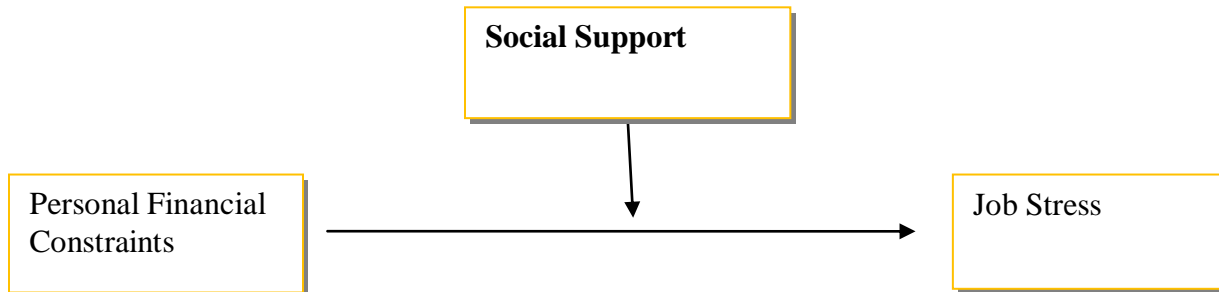 Social Support
Personal Financial
Constraints
Job Stress